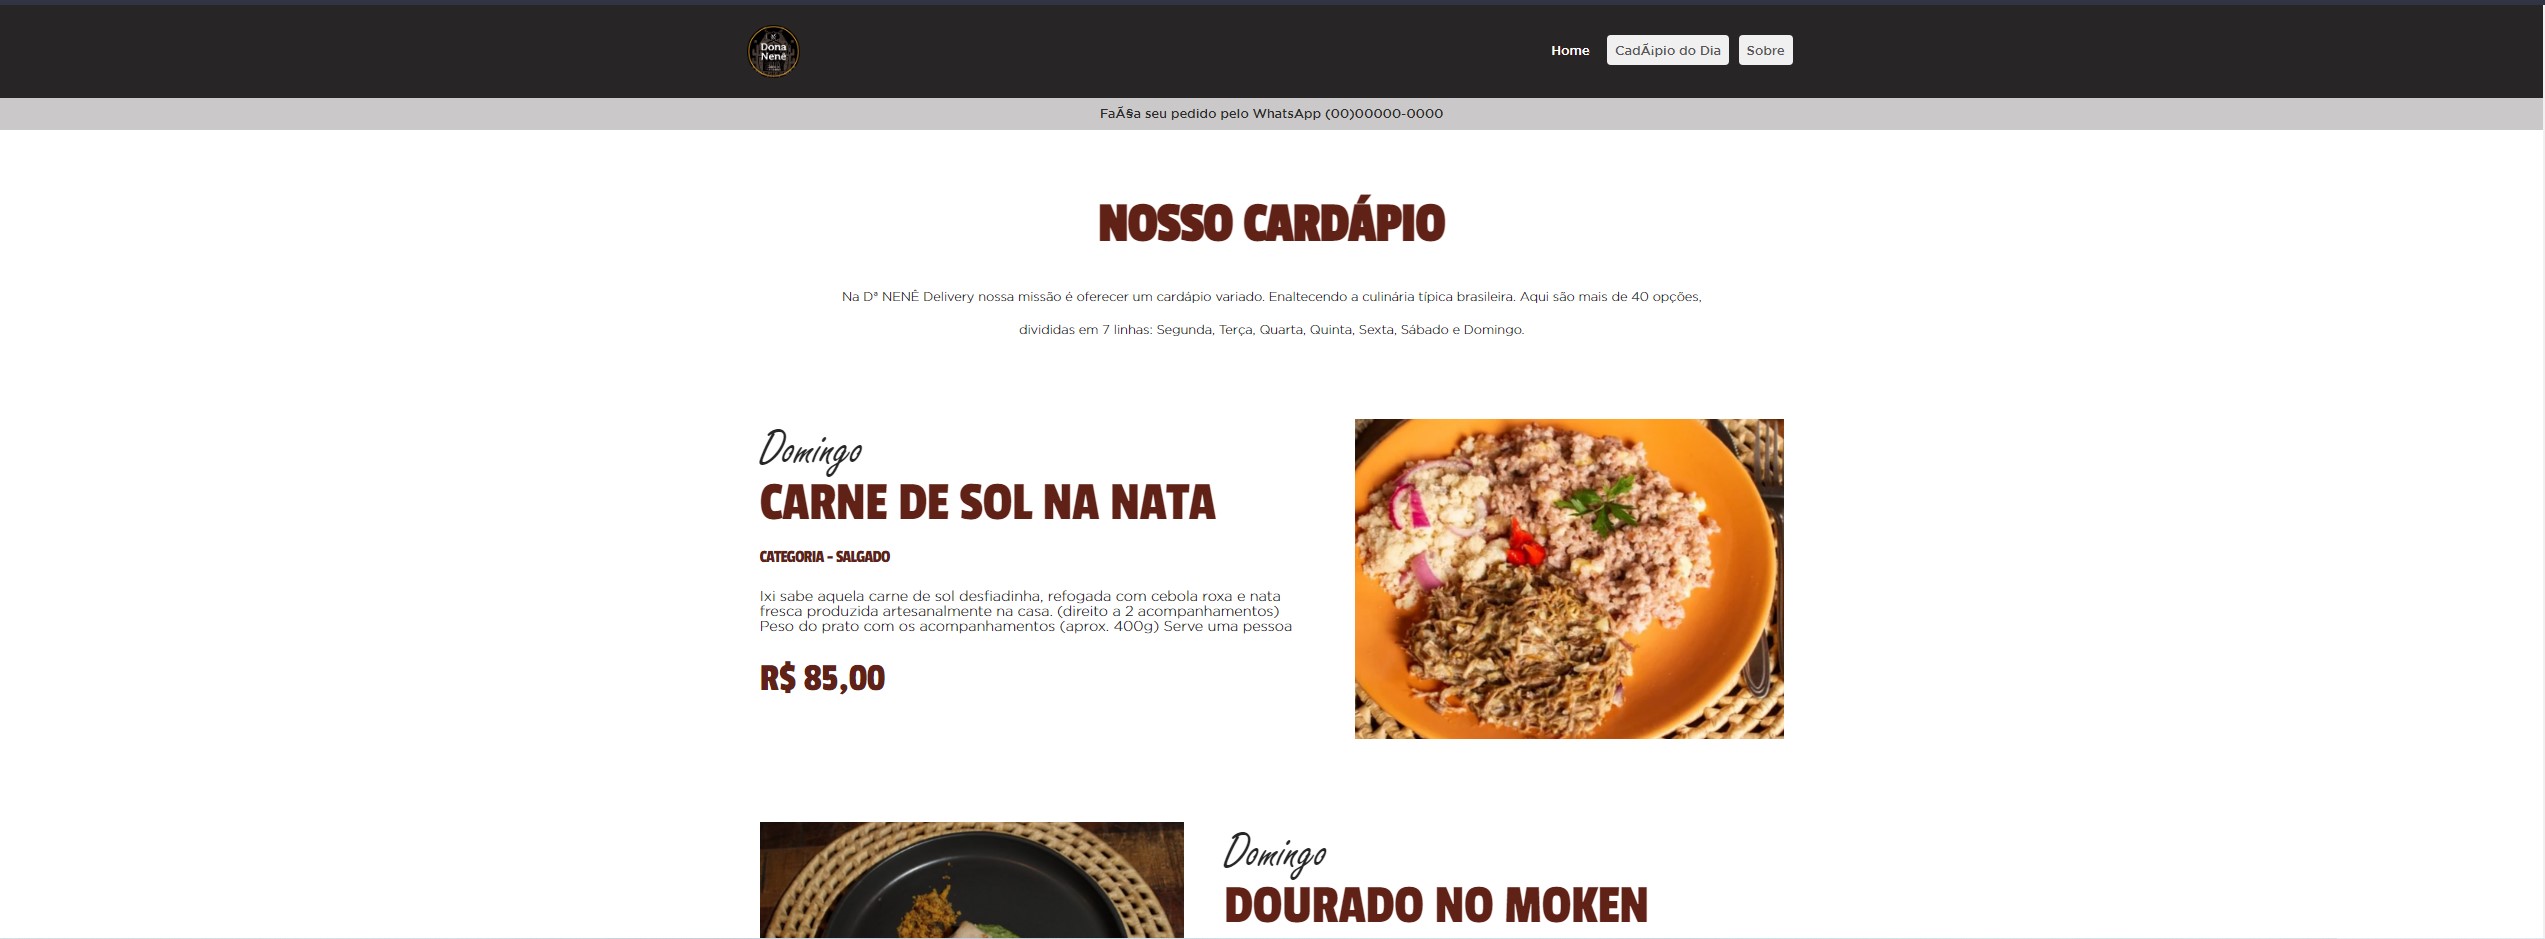 Dona
Nenê
Home
CadÃ¡pio do Dia
Sobre
FaÃ§a seu pedido pelo WhatsApp (00)00000-0000
NOSSO CARDÁPIO
Na Dª NENÊ Delivery nossa missão é oferecer um cardápio variado. Enaltecendo a culinária típica brasileira. Aqui são mais de 40 opções,
divididas em 7 linhas: Segunda, Terça, Quarta, Quinta, Sexta, Sábado e Domingo.
Domingo
CARNE DE SOL NA NATA
CATEGORIA - SALGADO
Ixi sabe aquela carne de sol desfiadinha, refogada com cebola roxa e nata
fresca produzida artesanalmente na casa. (direito a 2 acompanhamentos)
Peso do prato com os acompanhamentos (aprox. 400g) Serve uma pessoa
R$ 85,00
Domingo
DOURADO NO MOKEN